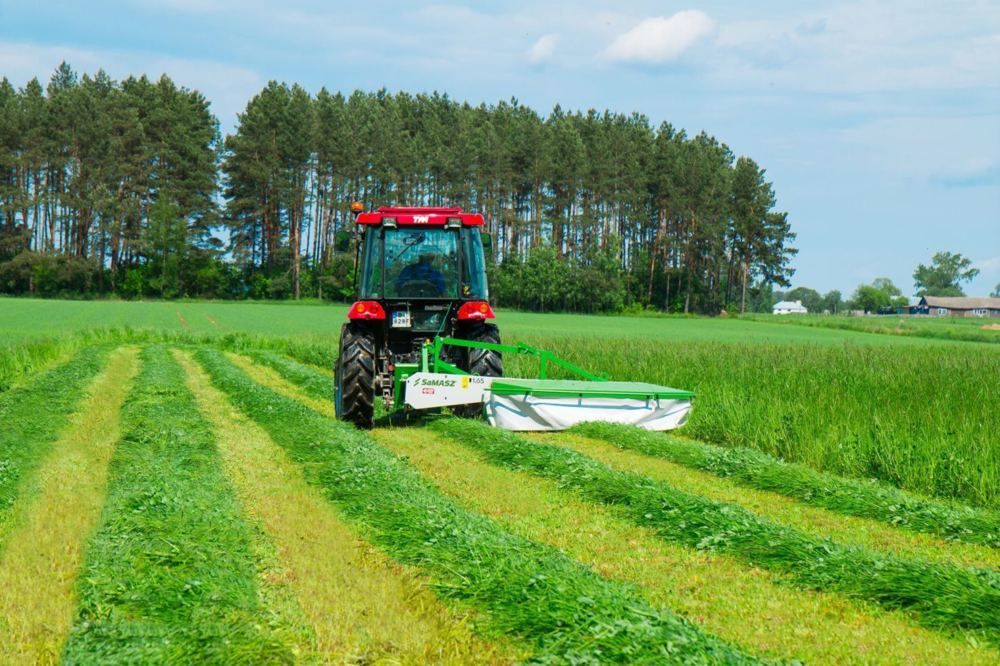 TYM
BI
828F
SaMASZ
1,65